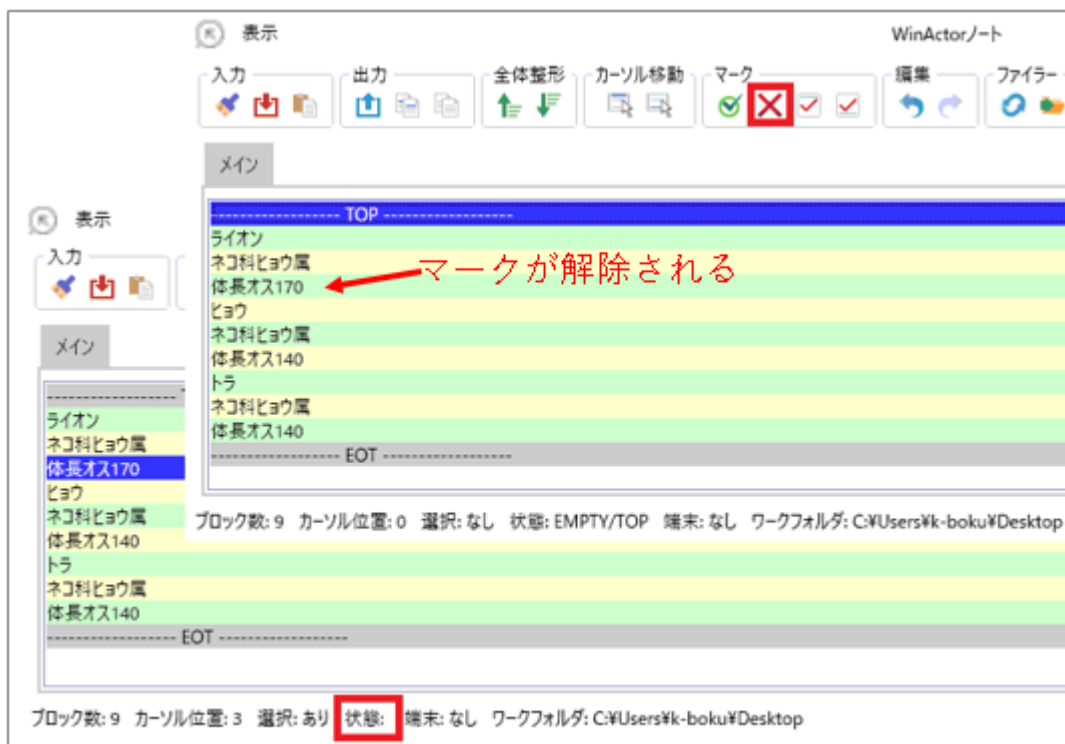 表示
WinActorノート
入力 出力 全体整形 カーソル移動 マーク 編集 ファイラー
メイン
------------------ TOP ------------------
ライオン
ネコ科ヒョウ属
体長オス170
マークが解除される
ヒョウ
ネコ科ヒョウ属
体長オス140
トラ
ネコ科ヒョウ属
体長オス140
------------------ EOT ------------------
ブロック数: 9 カーソル位置: 0 選択: なし 状態: EMPTY/TOP 端末: なし ワークフォルダ: C:¥Users¥k-boku¥Desktop
表示
入力
メイン
------------------
ライオン
ネコ科ヒョウ属
体長オス170
ヒョウ
ネコ科ヒョウ属
体長オス140
トラ
ネコ科ヒョウ属
体長オス140
------------------ EOT ------------------
ブロック数: 9 カーソル位置: 3 選択: あり 状態: 端末: なし ワークフォルダ: C:¥Users¥k-boku¥Desktop